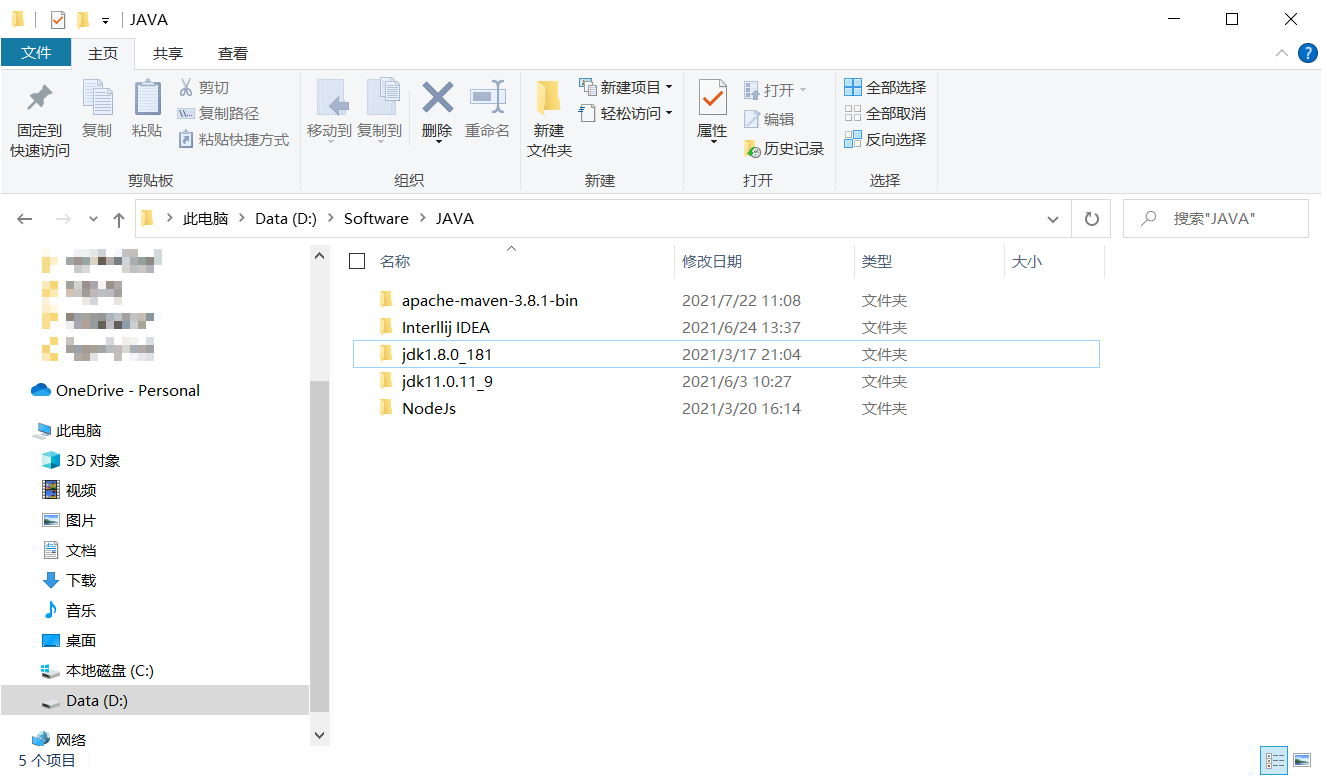 JAVA
文件 主页 共享 查看
固定到快速访问 复制 粘贴 剪切 复制路径 粘贴快捷方式
移动到 复制到 删除 重命名
新建文件夹 新建项目 轻松访问
属性 打开 编辑 历史记录
全部选择 全部取消 反向选择
剪贴板 组织 新建 打开 选择
此电脑 Data (D:) Software JAVA 搜索"JAVA"
名称 修改日期 类型 大小
apache-maven-3.8.1-bin 2021/7/22 11:08 文件夹
Interllij IDEA 2021/6/24 13:37 文件夹
jdk1.8.0_181 2021/3/17 21:04 文件夹
jdk11.0.11_9 2021/6/3 10:27 文件夹
NodeJs 2021/3/20 16:14 文件夹
OneDrive - Personal
此电脑
3D 对象
视频
图片
文档
下载
音乐
桌面
本地磁盘 (C:)
Data (D:)
网络
5 个项目